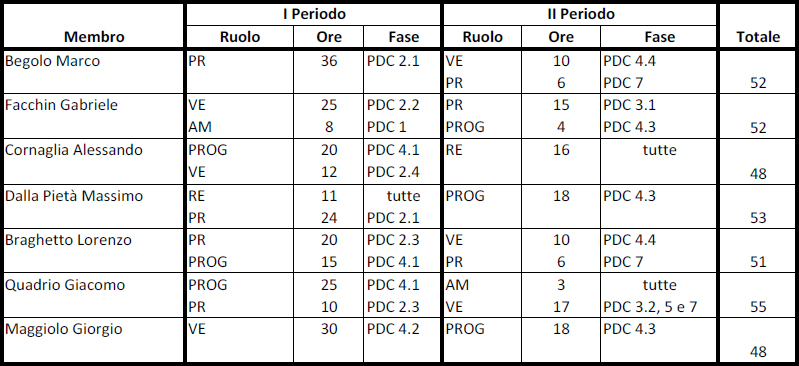 I Periodo II Periodo
Membro Ruolo Ore Fase Ruolo Ore Fase Totale
Begolo Marco PR 36 PDC 2.1 VE 10 PDC 4.4
PR 6 PDC 7 52
Facchin Gabriele VE 25 PDC 2.2 PR 15 PDC 3.1
AM 8 PDC 1 PROG 4 PDC 4.3 52
Cornaglia Alessando PROG 20 PDC 4.1 RE 16 tutte
VE 12 PDC 2.4 48
Dalla Pietà Massimo RE 11 tutte PROG 18 PDC 4.3
PR 24 PDC 2.1 53
Braghetto Lorenzo PR 20 PDC 2.3 VE 10 PDC 4.4
PROG 15 PDC 4.1 PR 6 PDC 7 51
Quadrio Giacomo PROG 25 PDC 4.1 AM 3 tutte
PR 10 PDC 2.3 VE 17 PDC 3.2, 5 e 7 55
Maggiolo Giorgio VE 30 PDC 4.2 PROG 18 PDC 4.3
48